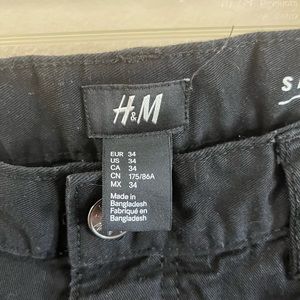 H&M
EUR 34
US 34
CA 34
CN 175/86A
MX 34
Made in
Bangladesh
Fabriqué en
Bangladesh